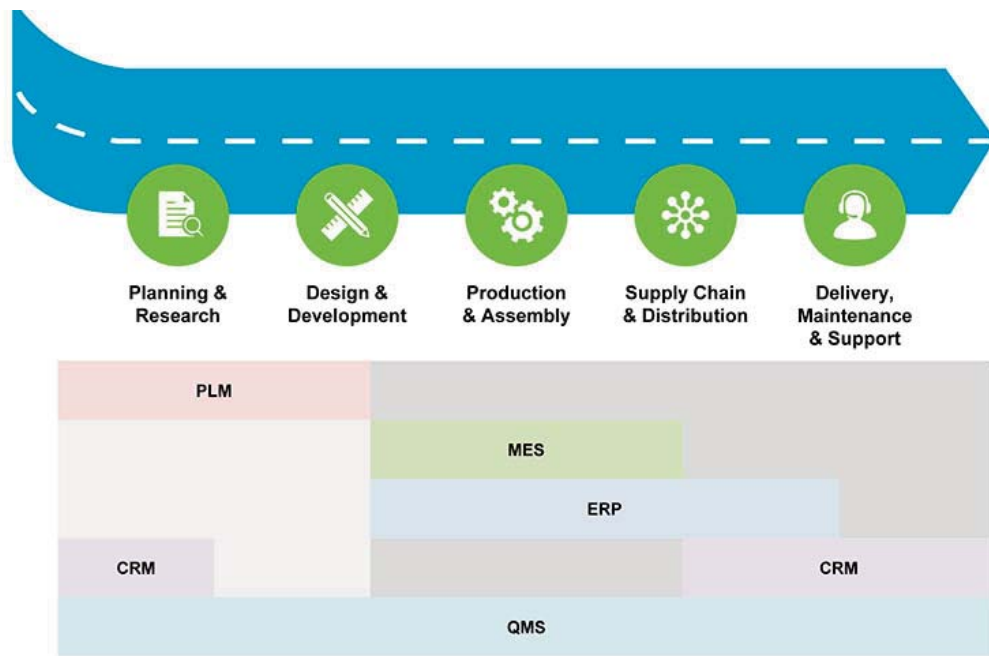 Planning &
Research
Design &
Development
Production
& Assembly
Supply Chain
& Distribution
Delivery,
Maintenance
& Support
PLM
MES
ERP
CRM
CRM
QMS